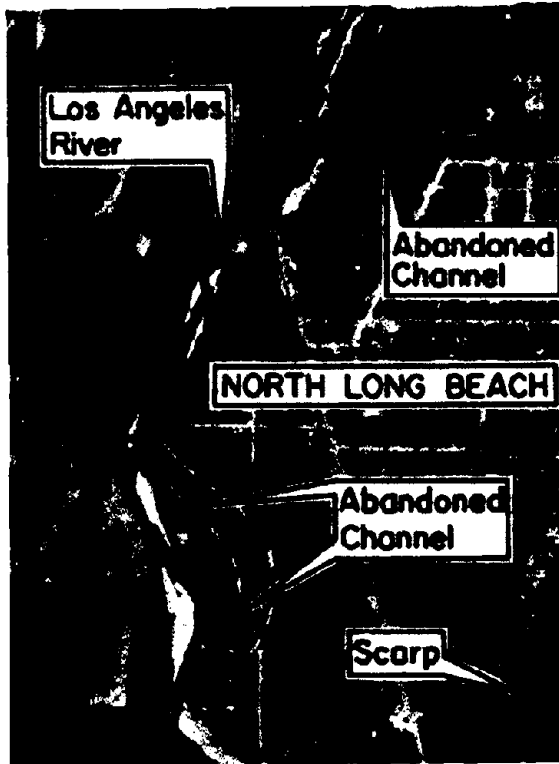 Los Angeles
River
Abandoned
Channel
NORTH LONG BEACH
Abandoned
Channel
Scarp